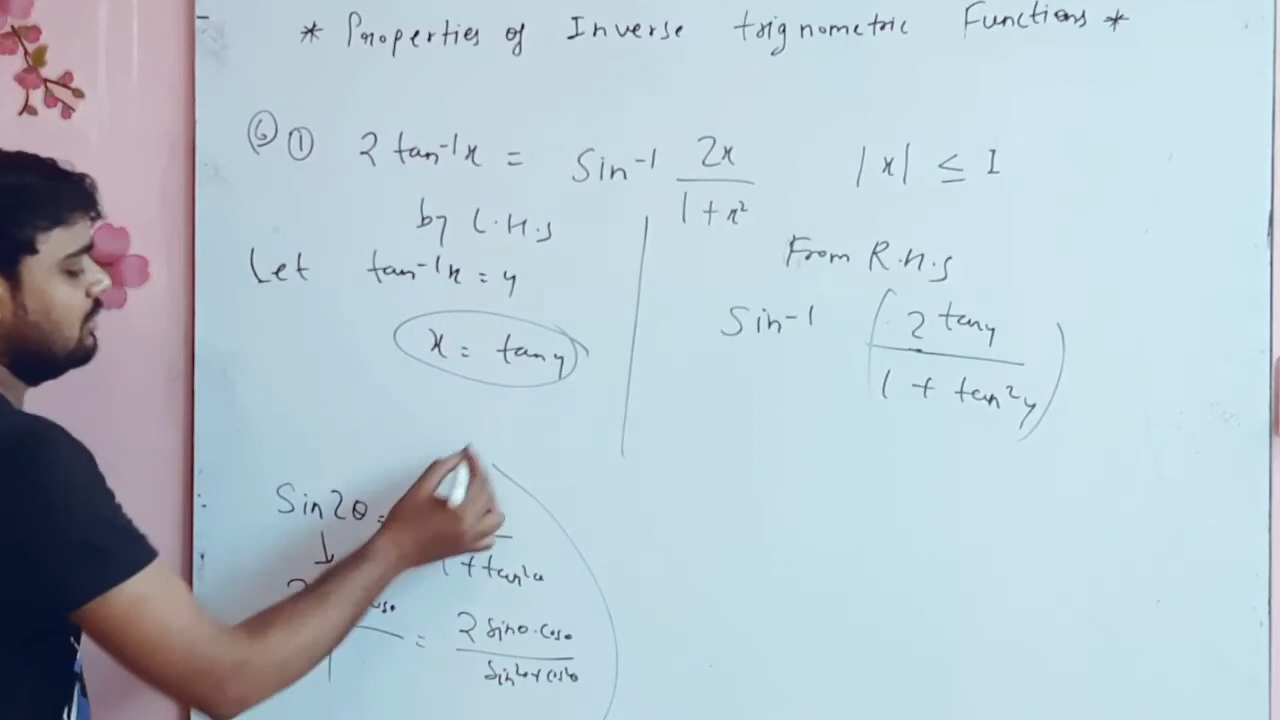 * Properties of Inverse trignometric Functions *
⑥ ① 2 tan⁻¹x = Sin⁻¹ 2x / 1 + x² |x| ≤ 1
by L.H.S
Let tan⁻¹x = y
x = tany
From R.H.S
Sin⁻¹ ( 2 tany / 1 + tan²y )
Sin2θ =
1 + tan²θ
= 2 sinθ.cosθ / sin²θ + cos²θ